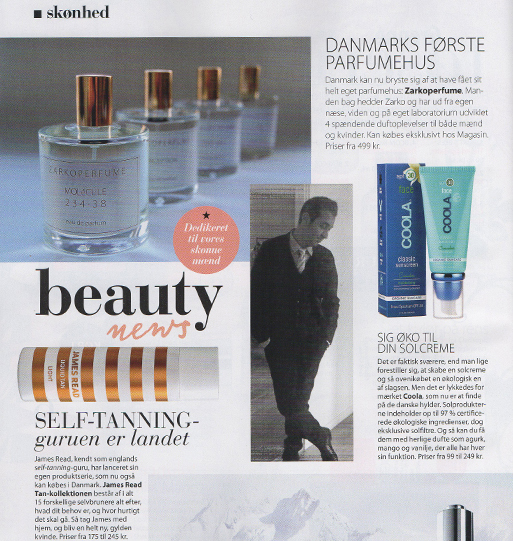 skønhed
DANMARKS FØRSTE
PARFUMEHUS
Danmark kan nu bryste sig af at have fået sit
helt eget parfumehus: Zarkoperfume. Man-
den bag hedder Zarko og har ud fra egen
næse, viden og på eget laboratorium udviklet
4 spændende duftoplevelser til både mænd
og kvinder. Kan købes eksklusivt hos Magasin.
Priser fra 499 kr.
ZARKOPERFUME
MOLéCULE
234·38
eau de parfum
Dedikeret
til vores
skønne
mænd
beauty
news
JAMES READ
LIQUID TAN
LIGHT
SELF-TANNING-
guruen er landet
James Read, kendt som englands
self-tanning-guru, har lanceret sin
egen produktserie, som nu også
kan købes i Danmark. James Read
Tan-kollektionen består af i alt
15 forskellige selvbrunere alt efter,
hvad dit behov er, og hvor hurtigt
det skal gå. Så tag James med
hjem, og bliv en helt ny, gylden
kvinde. Priser fra 175 til 245 kr.
spf 30
face
COOLA
classic
sunscreen
face
COOLA
SIG ØKO TIL
DIN SOLCREME
Det er faktisk sværere, end man lige
forestiller sig, at skabe en solcreme
og så ovenikøbet en økologisk en
af slagsen. Men det er lykkedes for
mærket Coola, som nu er at finde
på de danske hylder. Solprodukter-
ne indeholder op til 97 % certifice-
rede økologiske ingredienser, dog
eksklusive solfiltre. Og så kan du få
dem med herlige dufte som agurk,
mango og vanilje, der alle har hver
sin funktion. Priser fra 99 til 249 kr.